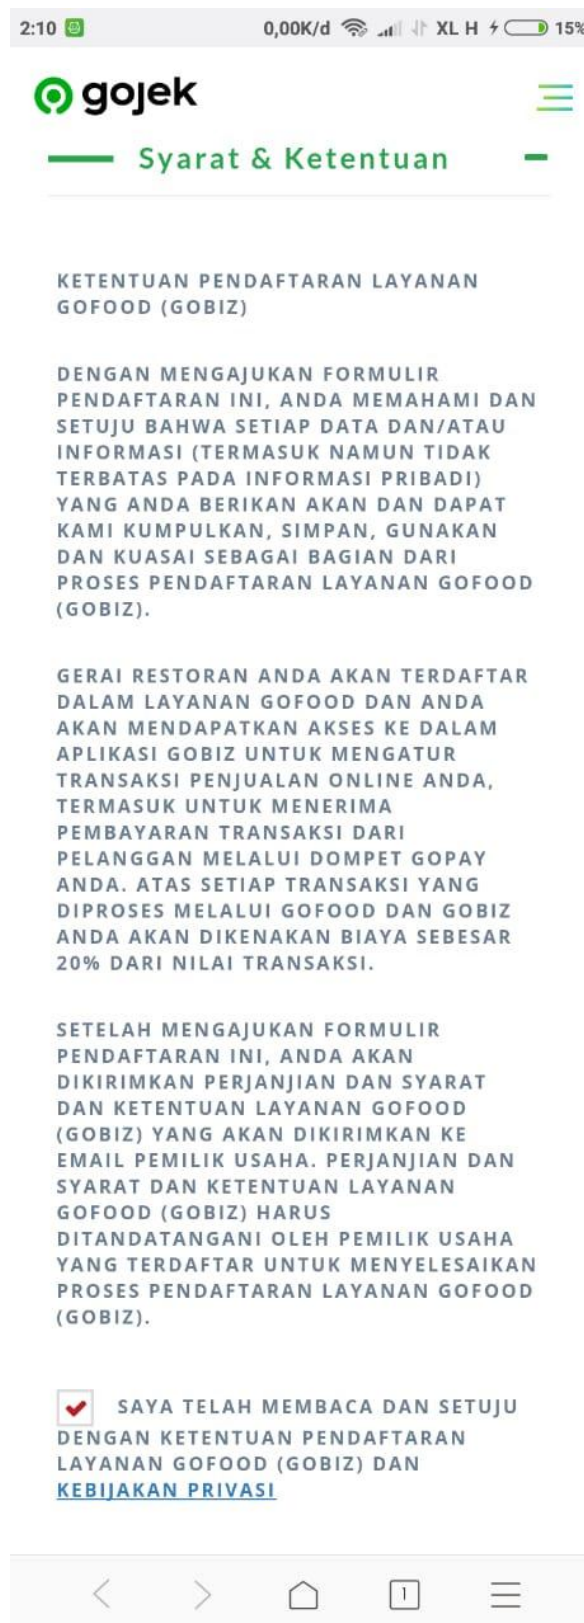 2:10
0,00K/d XL H 15%
gojek
Syarat & Ketentuan
KETENTUAN PENDAFTARAN LAYANAN
GOFOOD (GOBIZ)
DENGAN MENGAJUKAN FORMULIR
PENDAFTARAN INI, ANDA MEMAHAMI DAN
SETUJU BAHWA SETIAP DATA DAN/ATAU
INFORMASI (TERMASUK NAMUN TIDAK
TERBATAS PADA INFORMASI PRIBADI)
YANG ANDA BERIKAN AKAN DAN DAPAT
KAMI KUMPULKAN, SIMPAN, GUNAKAN
DAN KUASAI SEBAGAI BAGIAN DARI
PROSES PENDAFTARAN LAYANAN GOFOOD
(GOBIZ).
GERAI RESTORAN ANDA AKAN TERDAFTAR
DALAM LAYANAN GOFOOD DAN ANDA
AKAN MENDAPATKAN AKSES KE DALAM
APLIKASI GOBIZ UNTUK MENGATUR
TRANSAKSI PENJUALAN ONLINE ANDA,
TERMASUK UNTUK MENERIMA
PEMBAYARAN TRANSAKSI DARI
PELANGGAN MELALUI DOMPET GOPAY
ANDA. ATAS SETIAP TRANSAKSI YANG
DIPROSES MELALUI GOFOOD DAN GOBIZ
ANDA AKAN DIKENAKAN BIAYA SEBESAR
20% DARI NILAI TRANSAKSI.
SETELAH MENGAJUKAN FORMULIR
PENDAFTARAN INI, ANDA AKAN
DIKIRIMKAN PERJANJIAN DAN SYARAT
DAN KETENTUAN LAYANAN GOFOOD
(GOBIZ) YANG AKAN DIKIRIMKAN KE
EMAIL PEMILIK USAHA. PERJANJIAN DAN
SYARAT DAN KETENTUAN LAYANAN
GOFOOD (GOBIZ) HARUS
DITANDATANGANI OLEH PEMILIK USAHA
YANG TERDAFTAR UNTUK MENYELESAIKAN
PROSES PENDAFTARAN LAYANAN GOFOOD
(GOBIZ).
SAYA TELAH MEMBACA DAN SETUJU
DENGAN KETENTUAN PENDAFTARAN
LAYANAN GOFOOD (GOBIZ) DAN
KEBIJAKAN PRIVASI
1